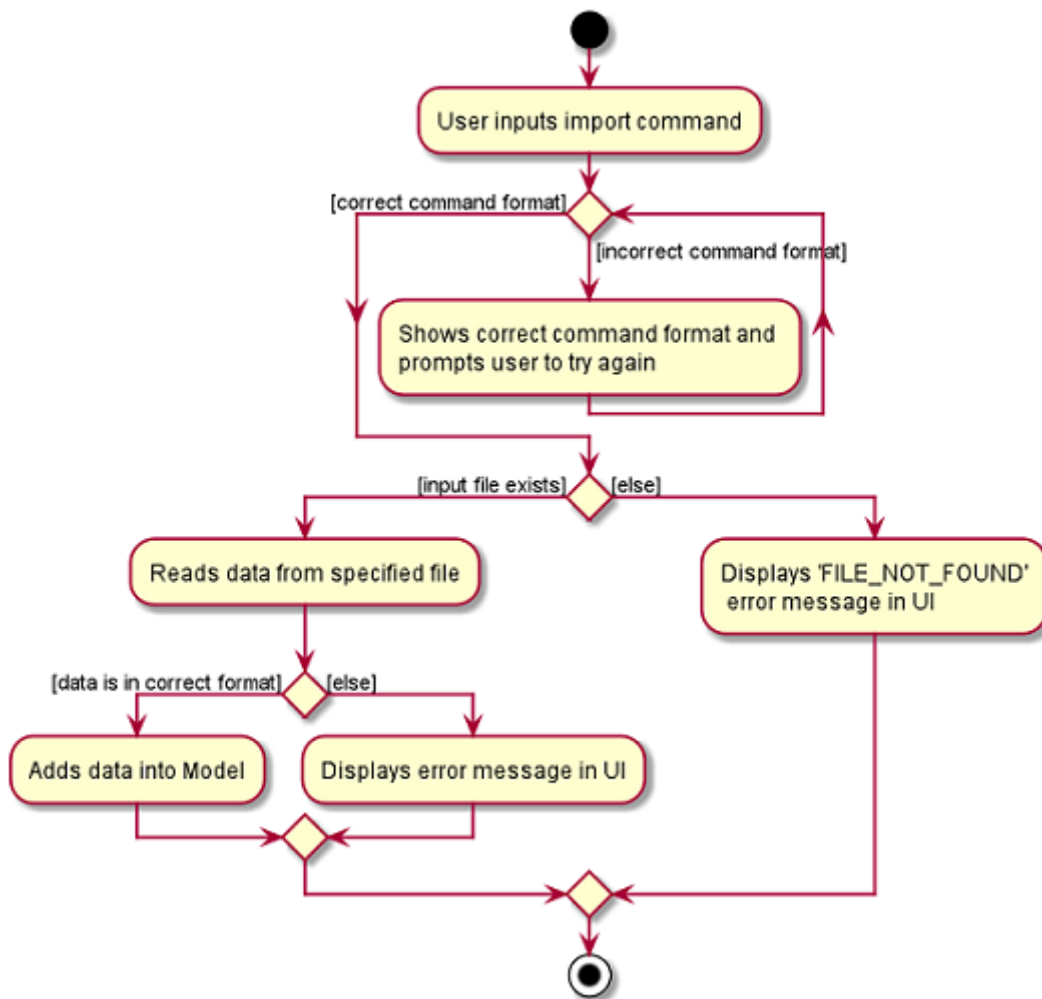 User inputs import command
[correct command format]
[incorrect command format]
Shows correct command format and
prompts user to try again
[input file exists]
[else]
Reads data from specified file
Displays 'FILE_NOT_FOUND'
error message in UI
[data is in correct format]
[else]
Adds data into Model
Displays error message in UI